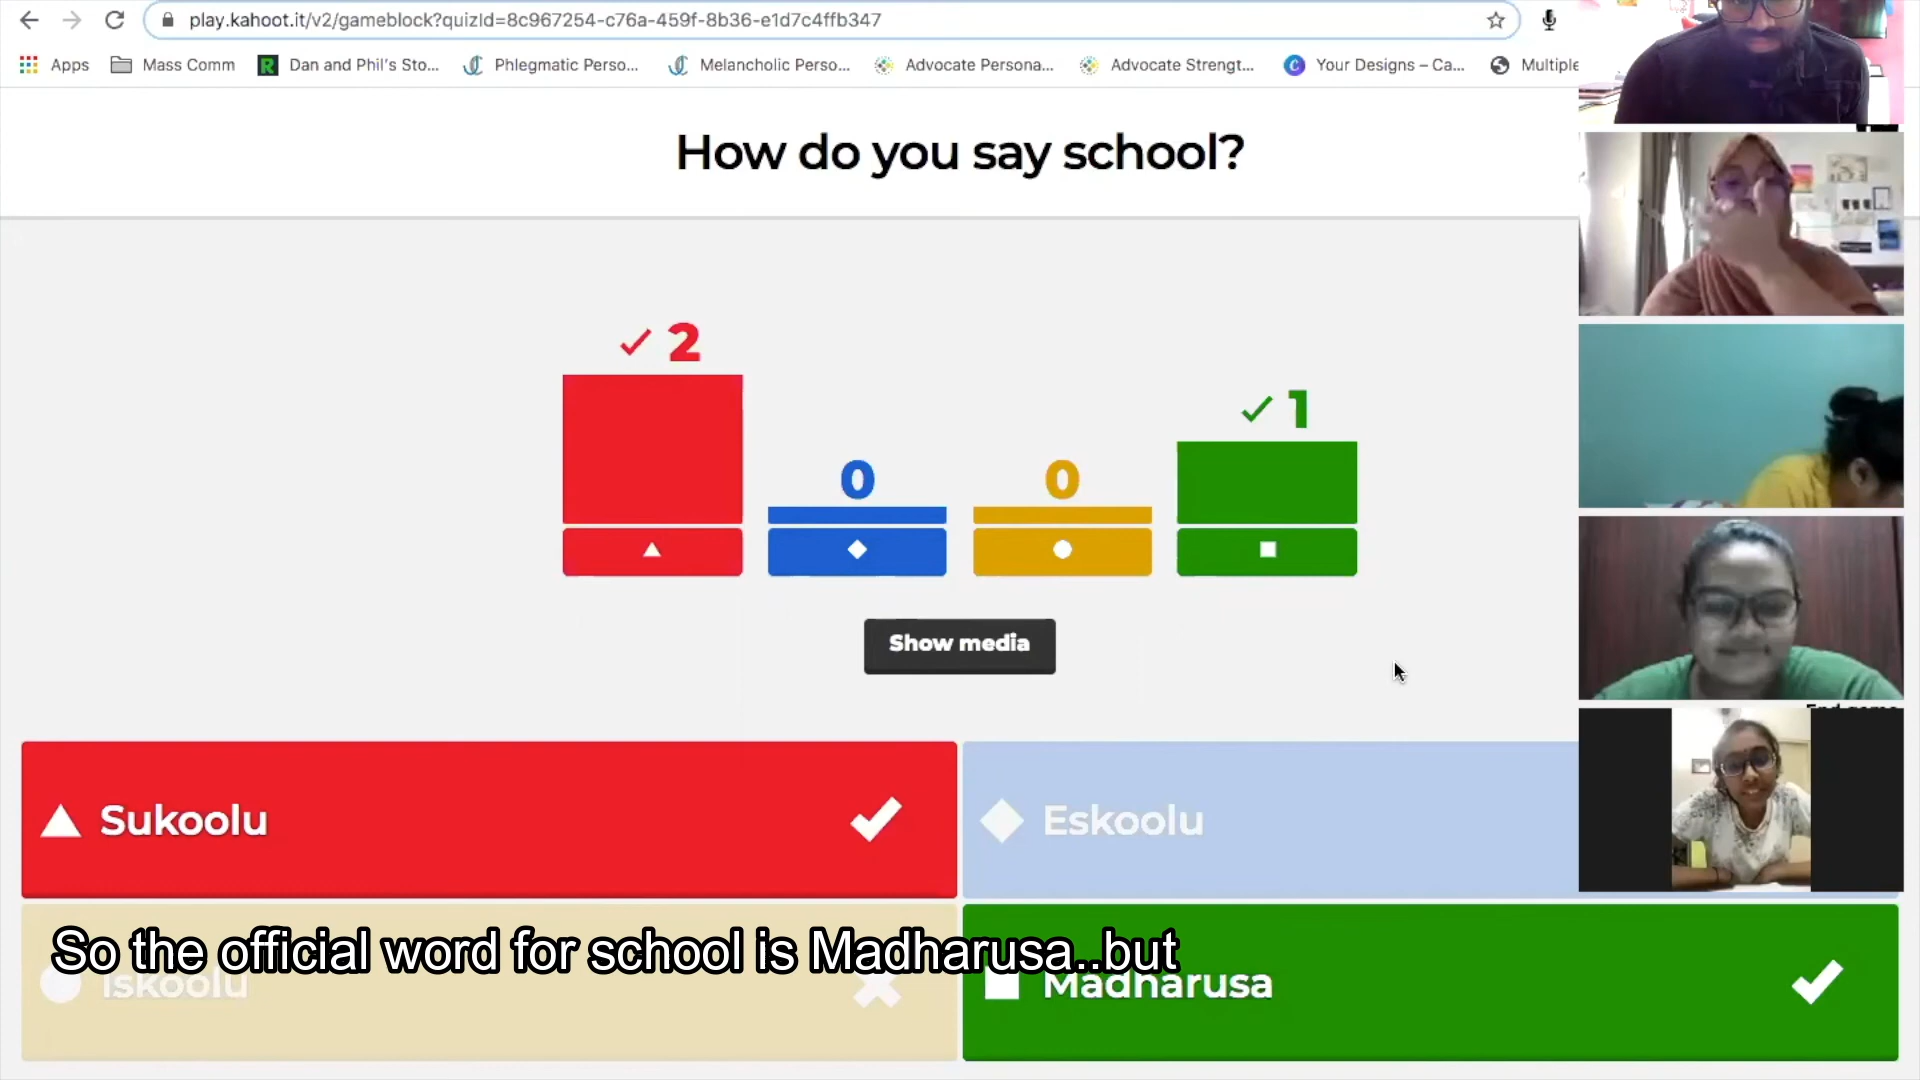 play.kahoot.it/v2/gameblock?quizId=8c967254-c76a-459f-8b36-e1d7c4ffb347
Apps Mass Comm Dan and Phil's Sto... Phlegmatic Perso... Melancholic Perso... Advocate Persona... Advocate Strengt... Your Designs – Ca... Multiple
How do you say school?
2
1
0
0
Show media
End game
Sukoolu
Eskoolu
So the official word for school is Madharusa..but
Iskoolu
Madharusa